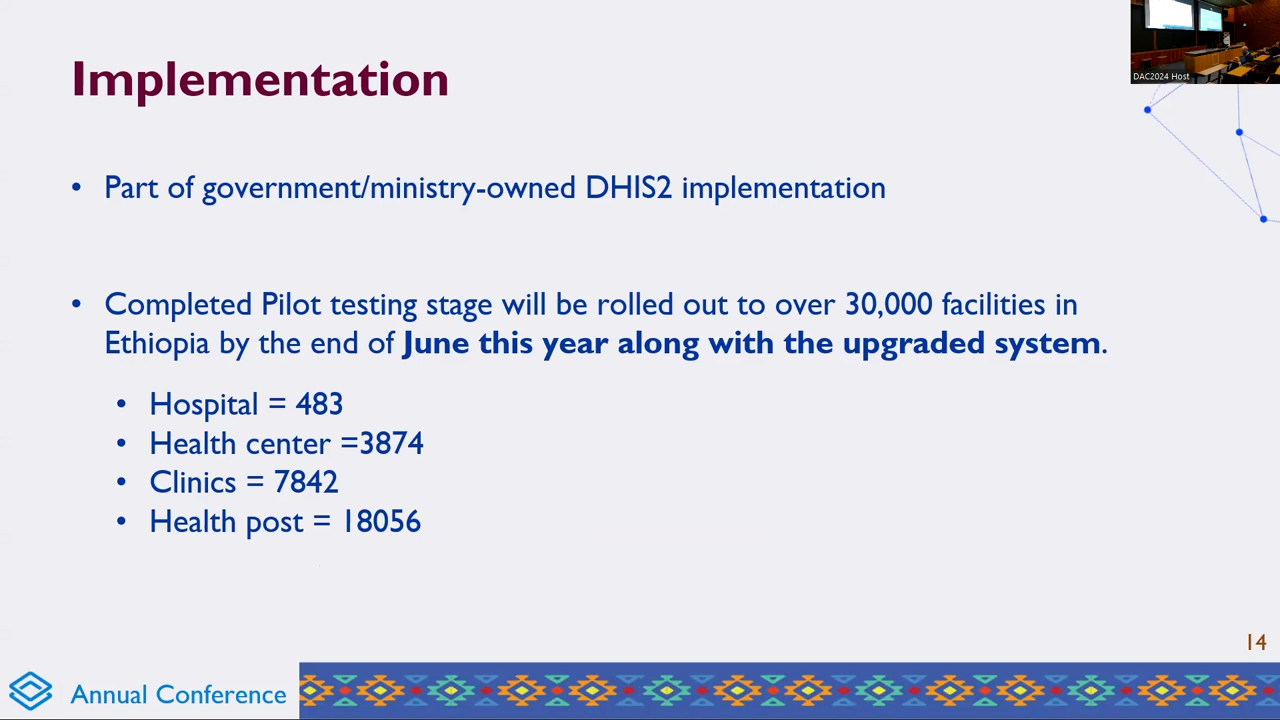 DAC2024 Host
Implementation
• Part of government/ministry-owned DHIS2 implementation
• Completed Pilot testing stage will be rolled out to over 30,000 facilities in
Ethiopia by the end of June this year along with the upgraded system.
• Hospital = 483
• Health center =3874
• Clinics = 7842
• Health post = 18056
14
Annual Conference